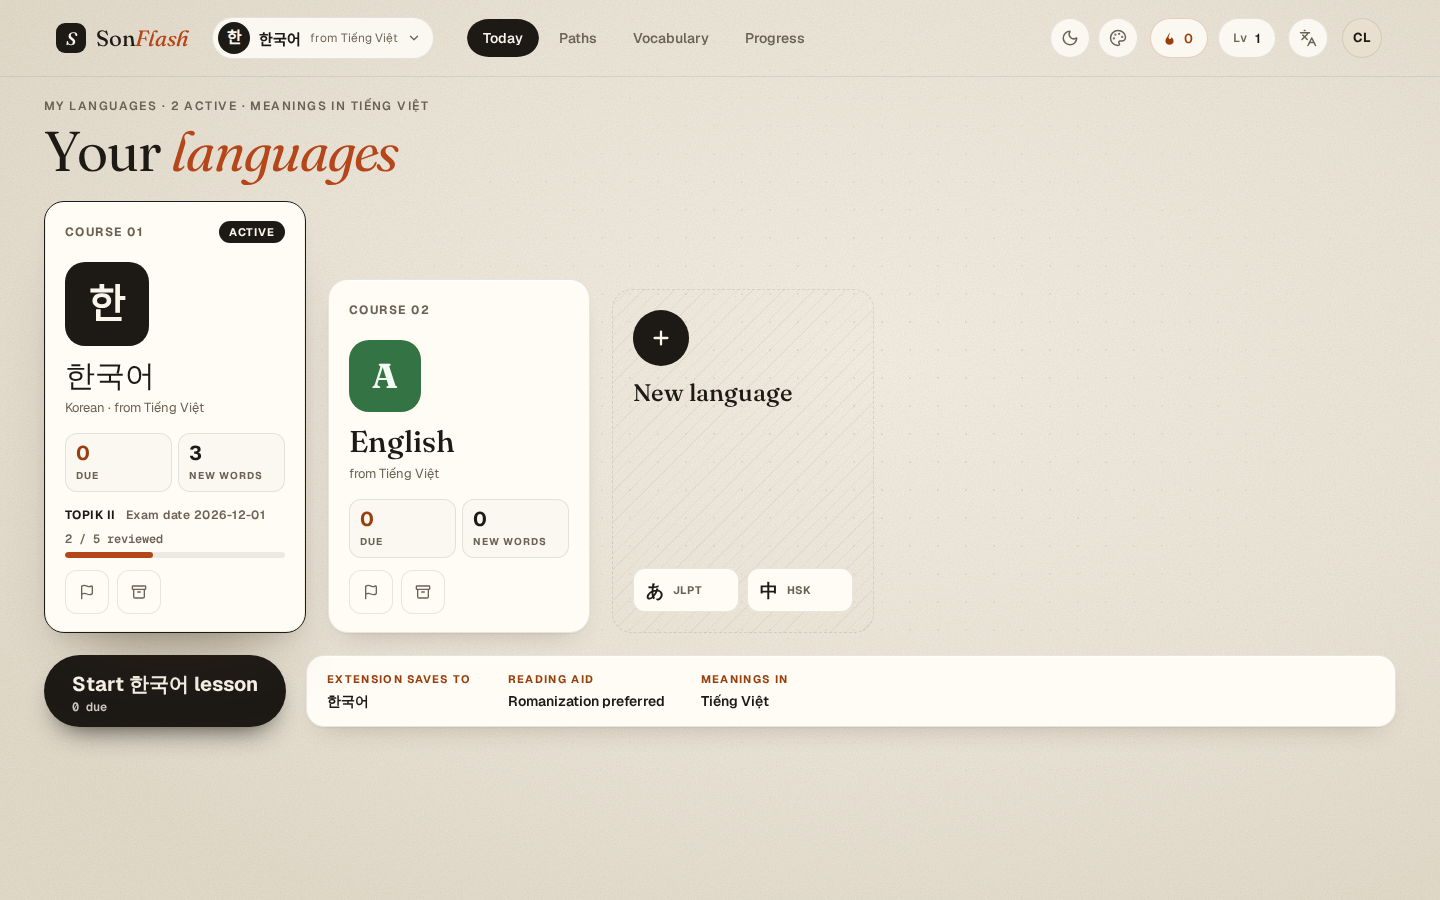 S SonFlash
한 한국어 from Tiếng Việt
Today Paths Vocabulary Progress
0
Lv 1
CL
MY LANGUAGES · 2 ACTIVE · MEANINGS IN TIẾNG VIỆT
Your languages
COURSE 01 ACTIVE
한
한국어
Korean · from Tiếng Việt
0 DUE
3 NEW WORDS
TOPIK II Exam date 2026-12-01
2 / 5 reviewed
COURSE 02
A
English
from Tiếng Việt
0 DUE
0 NEW WORDS
New language
あ JLPT
中 HSK
Start 한국어 lesson
0 due
EXTENSION SAVES TO
한국어
READING AID
Romanization preferred
MEANINGS IN
Tiếng Việt